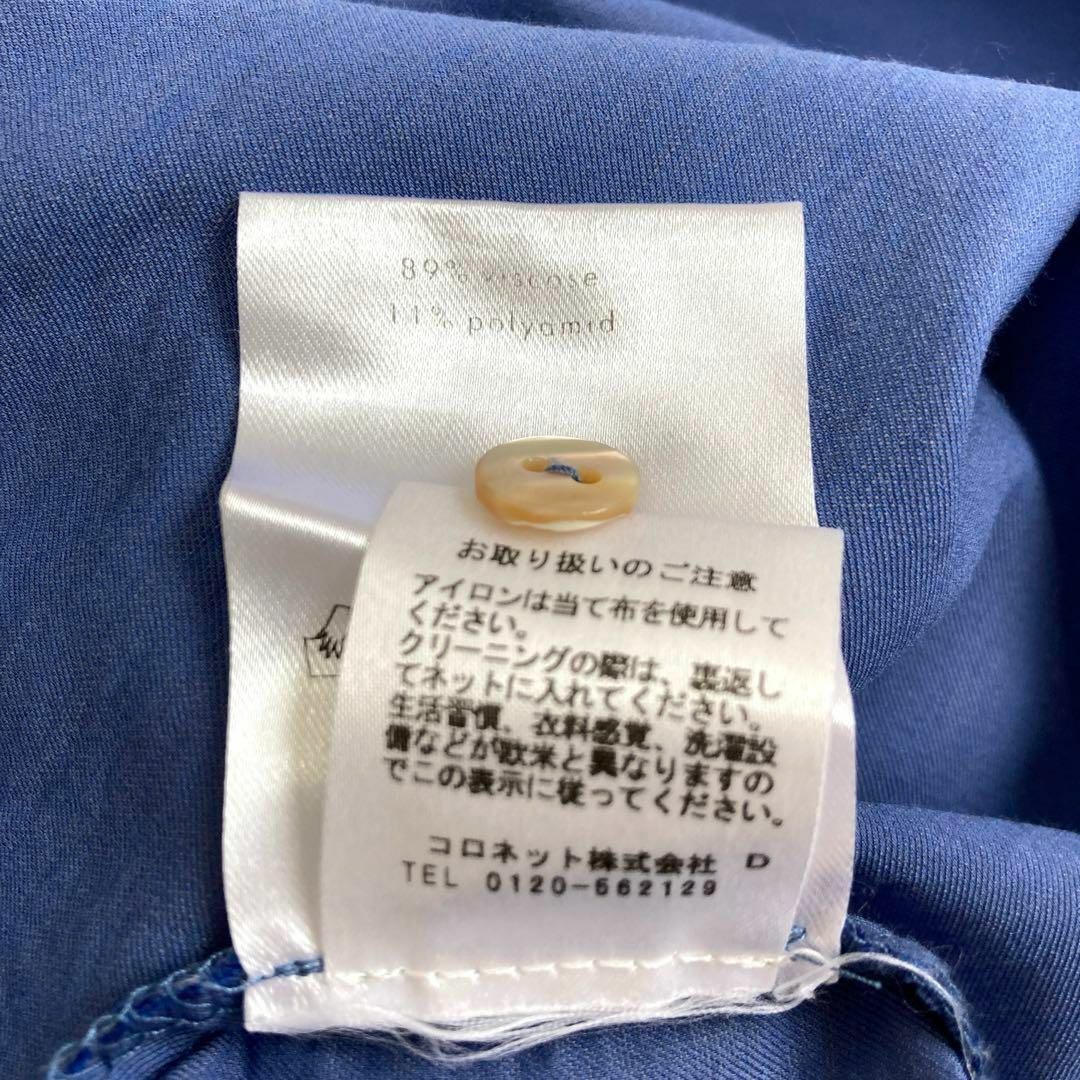 89% viscose
11% polyamid
お取り扱いのご注意
アイロンは当て布を使用して
ください。
クリーニングの際は、裏返し
てネットに入れてください。
生活習慣、衣料感覚、洗濯設
備などが欧米と異なりますの
でこの表示に従ってください。
コロネット株式会社 D
TEL 0120-562129